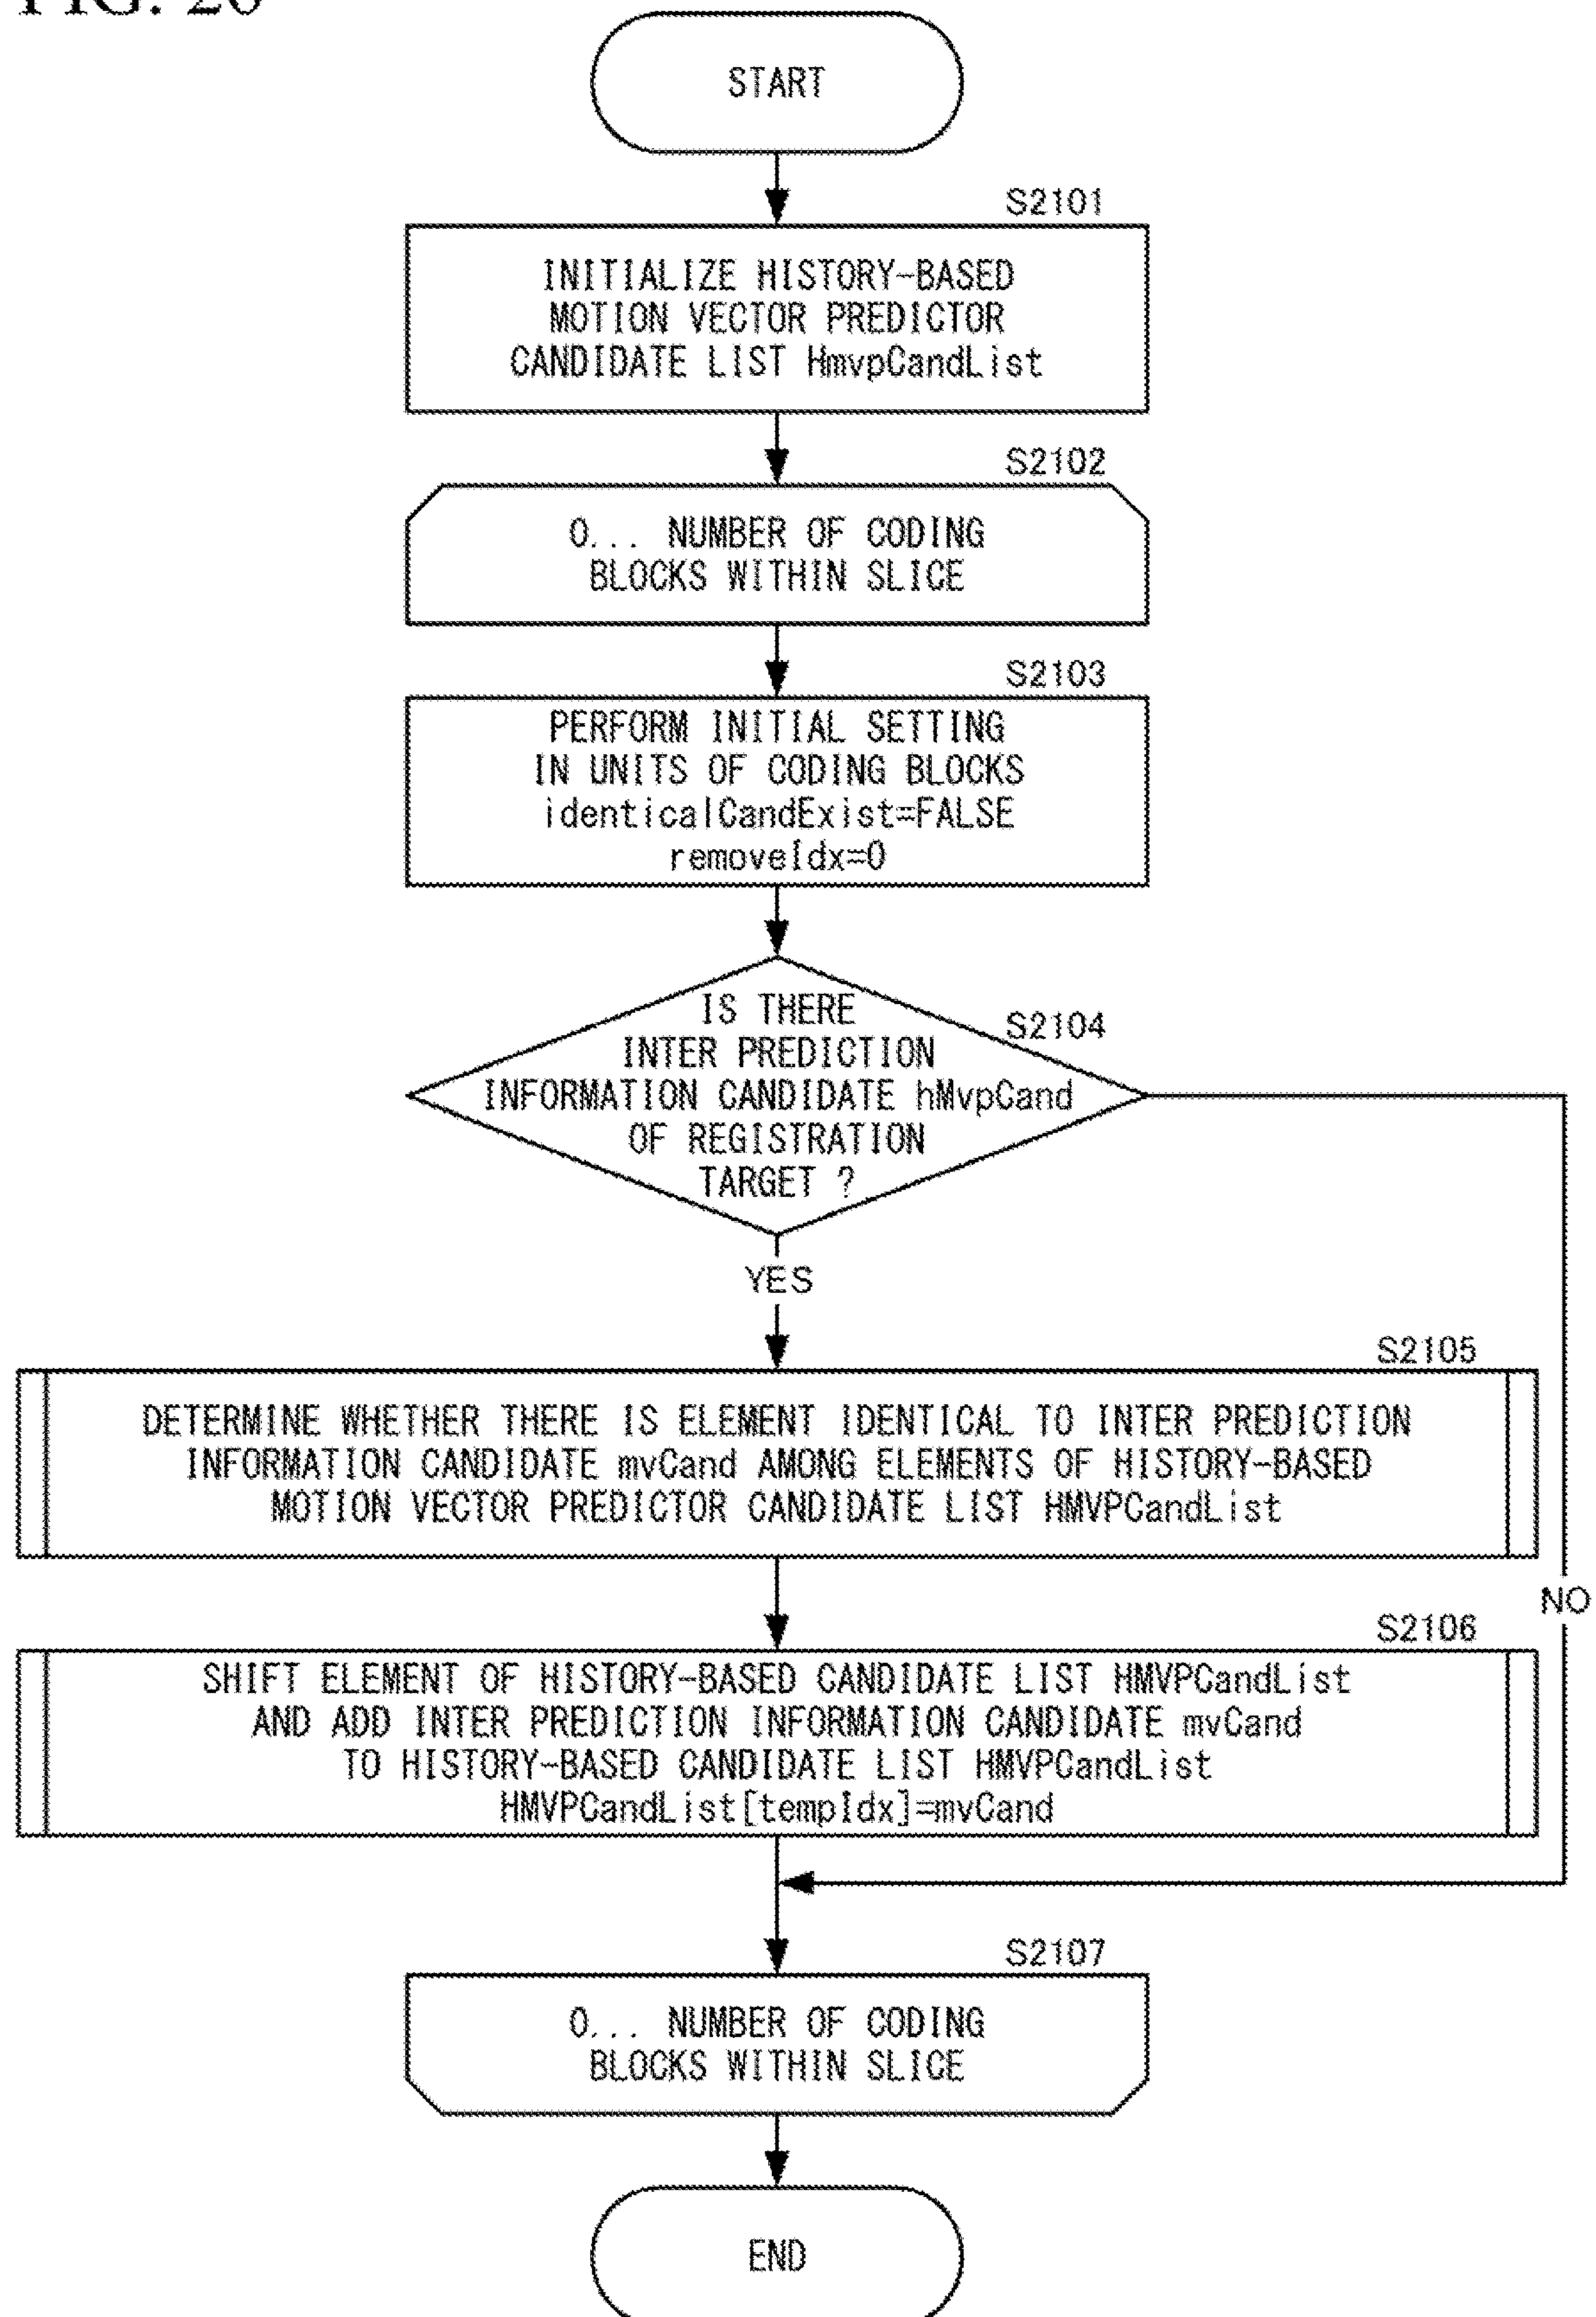 FIG. 26
START
S2101
INITIALIZE HISTORY-BASED
MOTION VECTOR PREDICTOR
CANDIDATE LIST HmvpCandList
S2102
0... NUMBER OF CODING
BLOCKS WITHIN SLICE
S2103
PERFORM INITIAL SETTING
IN UNITS OF CODING BLOCKS
identicalCandExist=FALSE
removeIdx=0
S2104
IS THERE
INTER PREDICTION
INFORMATION CANDIDATE hMvpCand
OF REGISTRATION
TARGET ?
YES
S2105
DETERMINE WHETHER THERE IS ELEMENT IDENTICAL TO INTER PREDICTION
INFORMATION CANDIDATE mvCand AMONG ELEMENTS OF HISTORY-BASED
MOTION VECTOR PREDICTOR CANDIDATE LIST HMVPCandList
NO
S2106
SHIFT ELEMENT OF HISTORY-BASED CANDIDATE LIST HMVPCandList
AND ADD INTER PREDICTION INFORMATION CANDIDATE mvCand
TO HISTORY-BASED CANDIDATE LIST HMVPCandList
HMVPCandList[tempIdx]=mvCand
S2107
0... NUMBER OF CODING
BLOCKS WITHIN SLICE
END